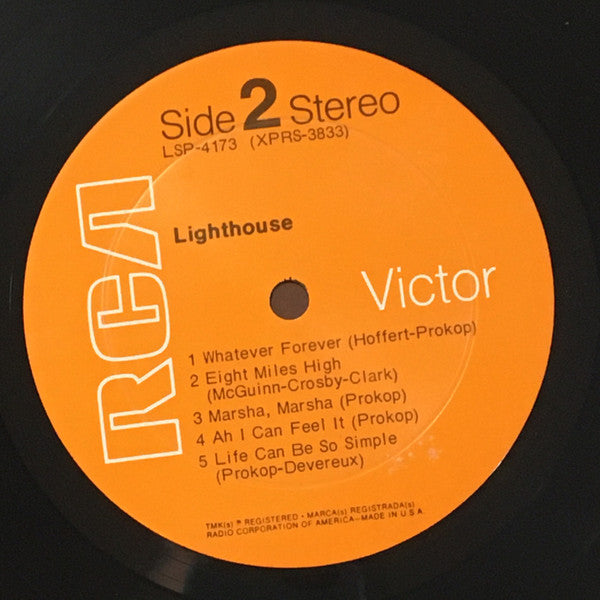 Side 2 Stereo
LSP-4173 (XPRS-3833)
Lighthouse
RCA
Victor
1 Whatever Forever (Hoffert-Prokop)
2 Eight Miles High
(McGuinn-Crosby-Clark)
3 Marsha, Marsha (Prokop)
4 Ah I Can Feel It (Prokop)
5 Life Can Be So Simple
(Prokop-Devereux)
TMK(s) ® REGISTERED • MARCA(s) REGISTRADA(s)
RADIO CORPORATION OF AMERICA—MADE IN U.S.A.